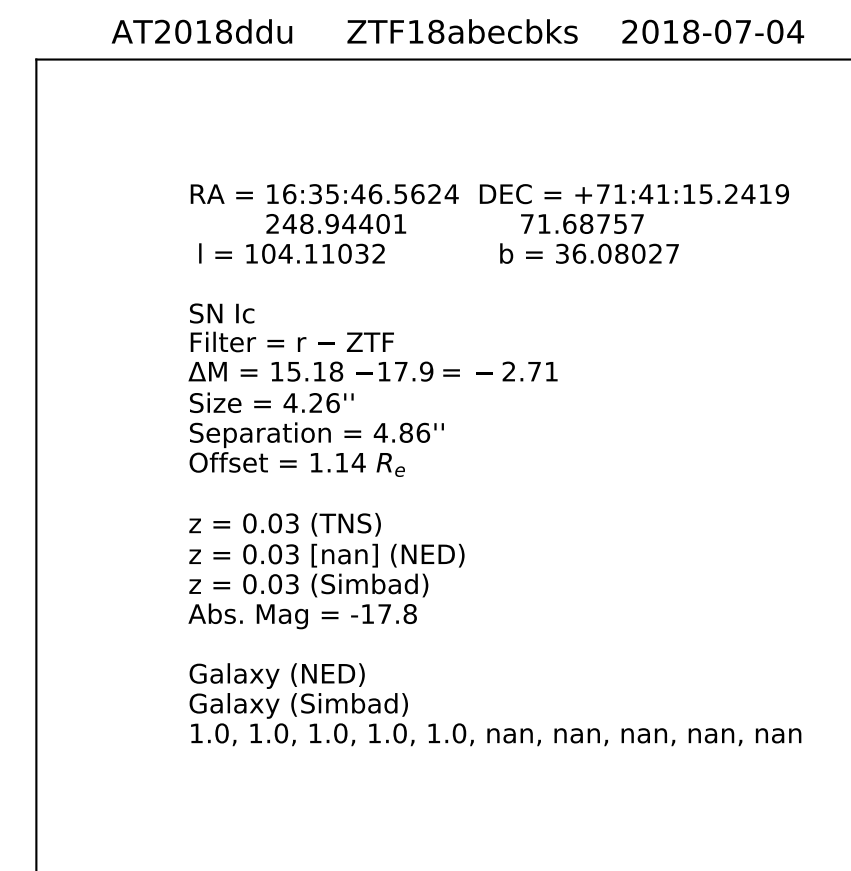 AT2018ddu ZTF18abecbks 2018-07-04
RA = 16:35:46.5624 DEC = +71:41:15.2419
248.94401 71.68757
l = 104.11032 b = 36.08027
SN Ic
Filter = r − ZTF
ΔM = 15.18 −17.9 = − 2.71
Size = 4.26''
Separation = 4.86''
Offset = 1.14 Rₑ
z = 0.03 (TNS)
z = 0.03 [nan] (NED)
z = 0.03 (Simbad)
Abs. Mag = -17.8
Galaxy (NED)
Galaxy (Simbad)
1.0, 1.0, 1.0, 1.0, 1.0, nan, nan, nan, nan, nan